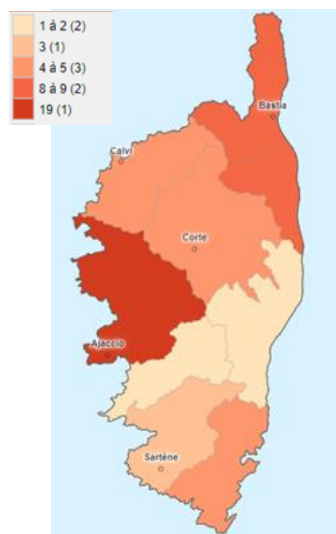 1 à 2 (2)
3 (1)
4 à 5 (3)
8 à 9 (2)
19 (1)
Bastia
Calvi
Corte
Ajaccio
Sartène